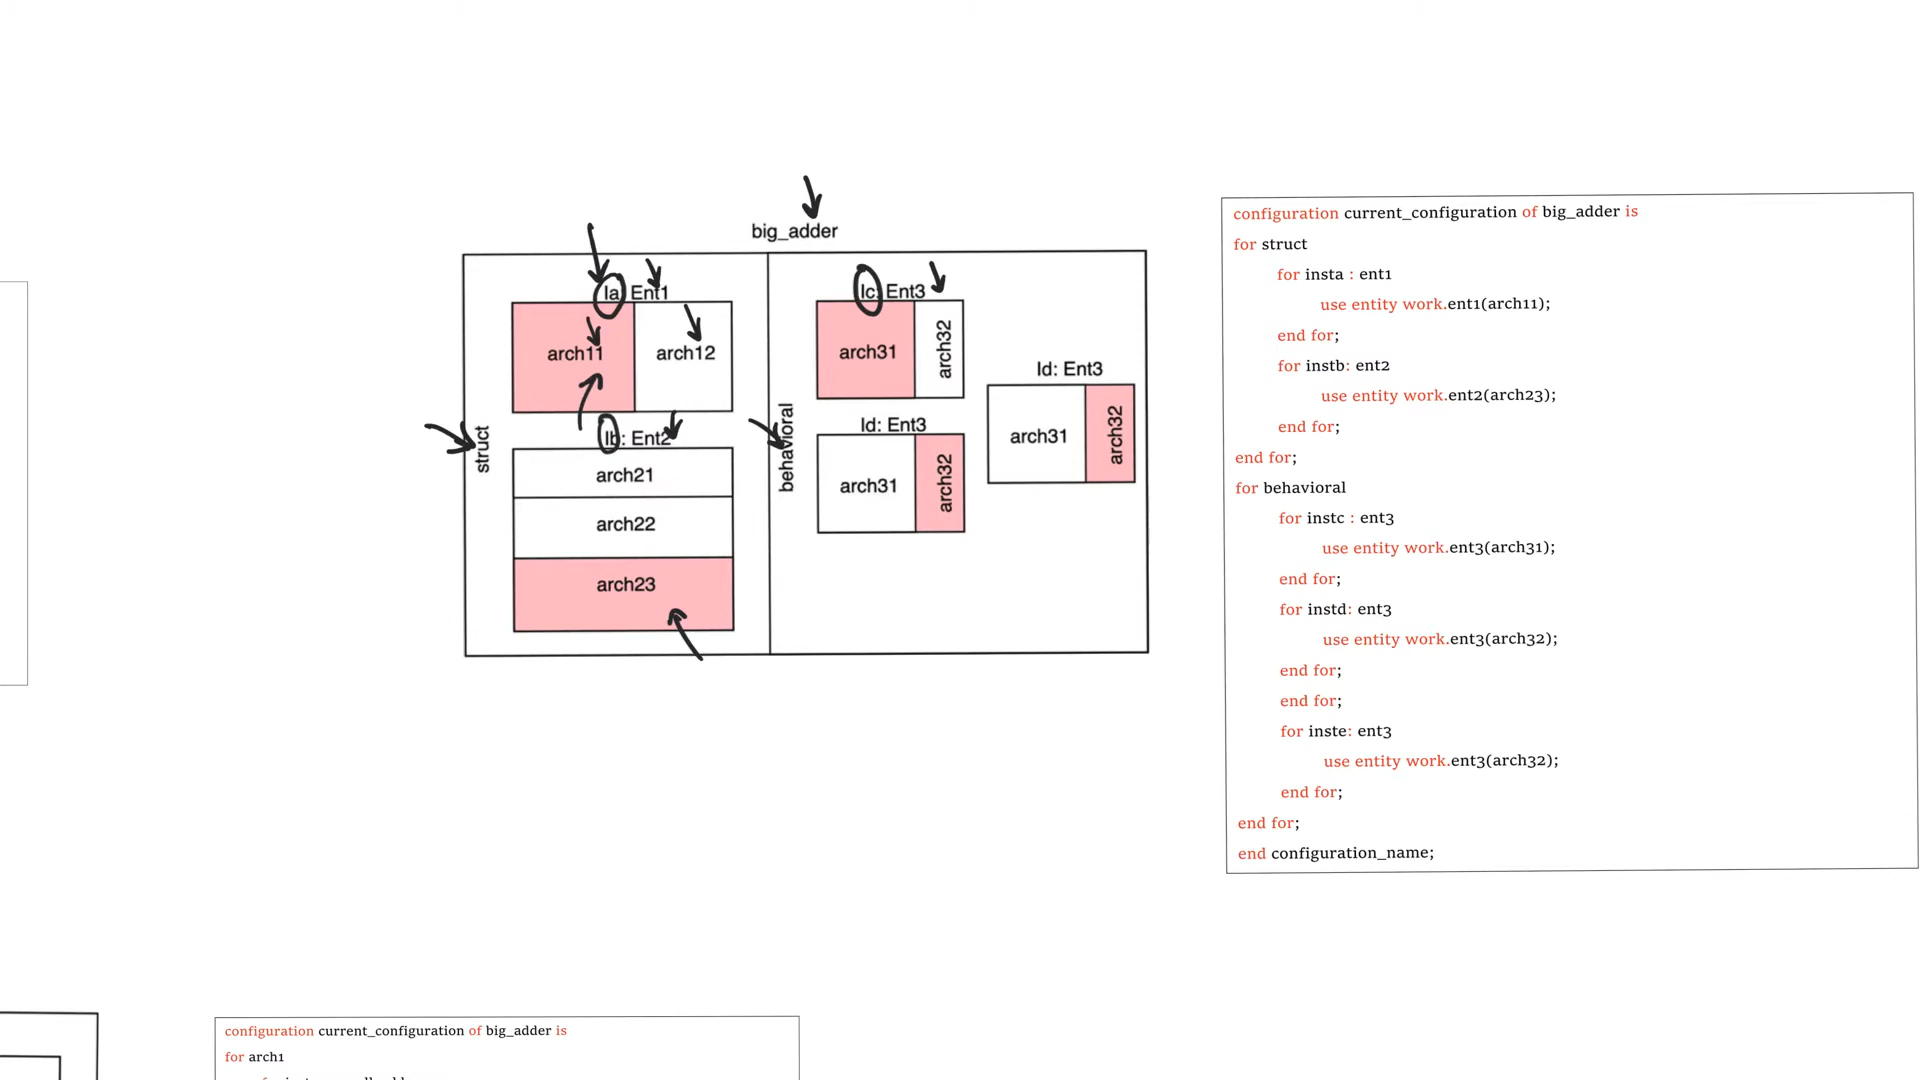 big_adder
Ia: Ent1
arch11
arch12
struct
Ib: Ent2
arch21
arch22
arch23
behavioral
Ic: Ent3
arch31
arch32
Id: Ent3
arch31
arch32
Id: Ent3
arch31
arch32
configuration current_configuration of big_adder is
for struct
for insta : ent1
use entity work.ent1(arch11);
end for;
for instb: ent2
use entity work.ent2(arch23);
end for;
end for;
for behavioral
for instc : ent3
use entity work.ent3(arch31);
end for;
for instd: ent3
use entity work.ent3(arch32);
end for;
end for;
for inste: ent3
use entity work.ent3(arch32);
end for;
end for;
end configuration_name;
configuration current_configuration of big_adder is
for arch1